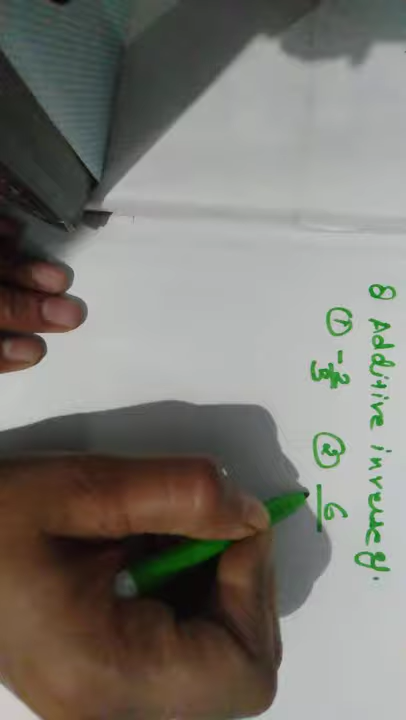 8 Additive inverse of.
① -2/3 ② 6/